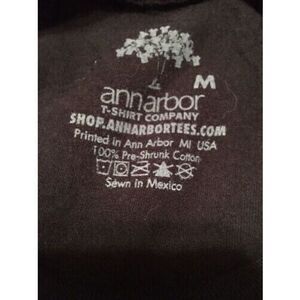 M
annarbor
T-SHIRT COMPANY
SHOP.ANNARBORTEES.COM
Printed in Ann Arbor MI USA
100% Pre-Shrunk Cotton
Sewn in Mexico